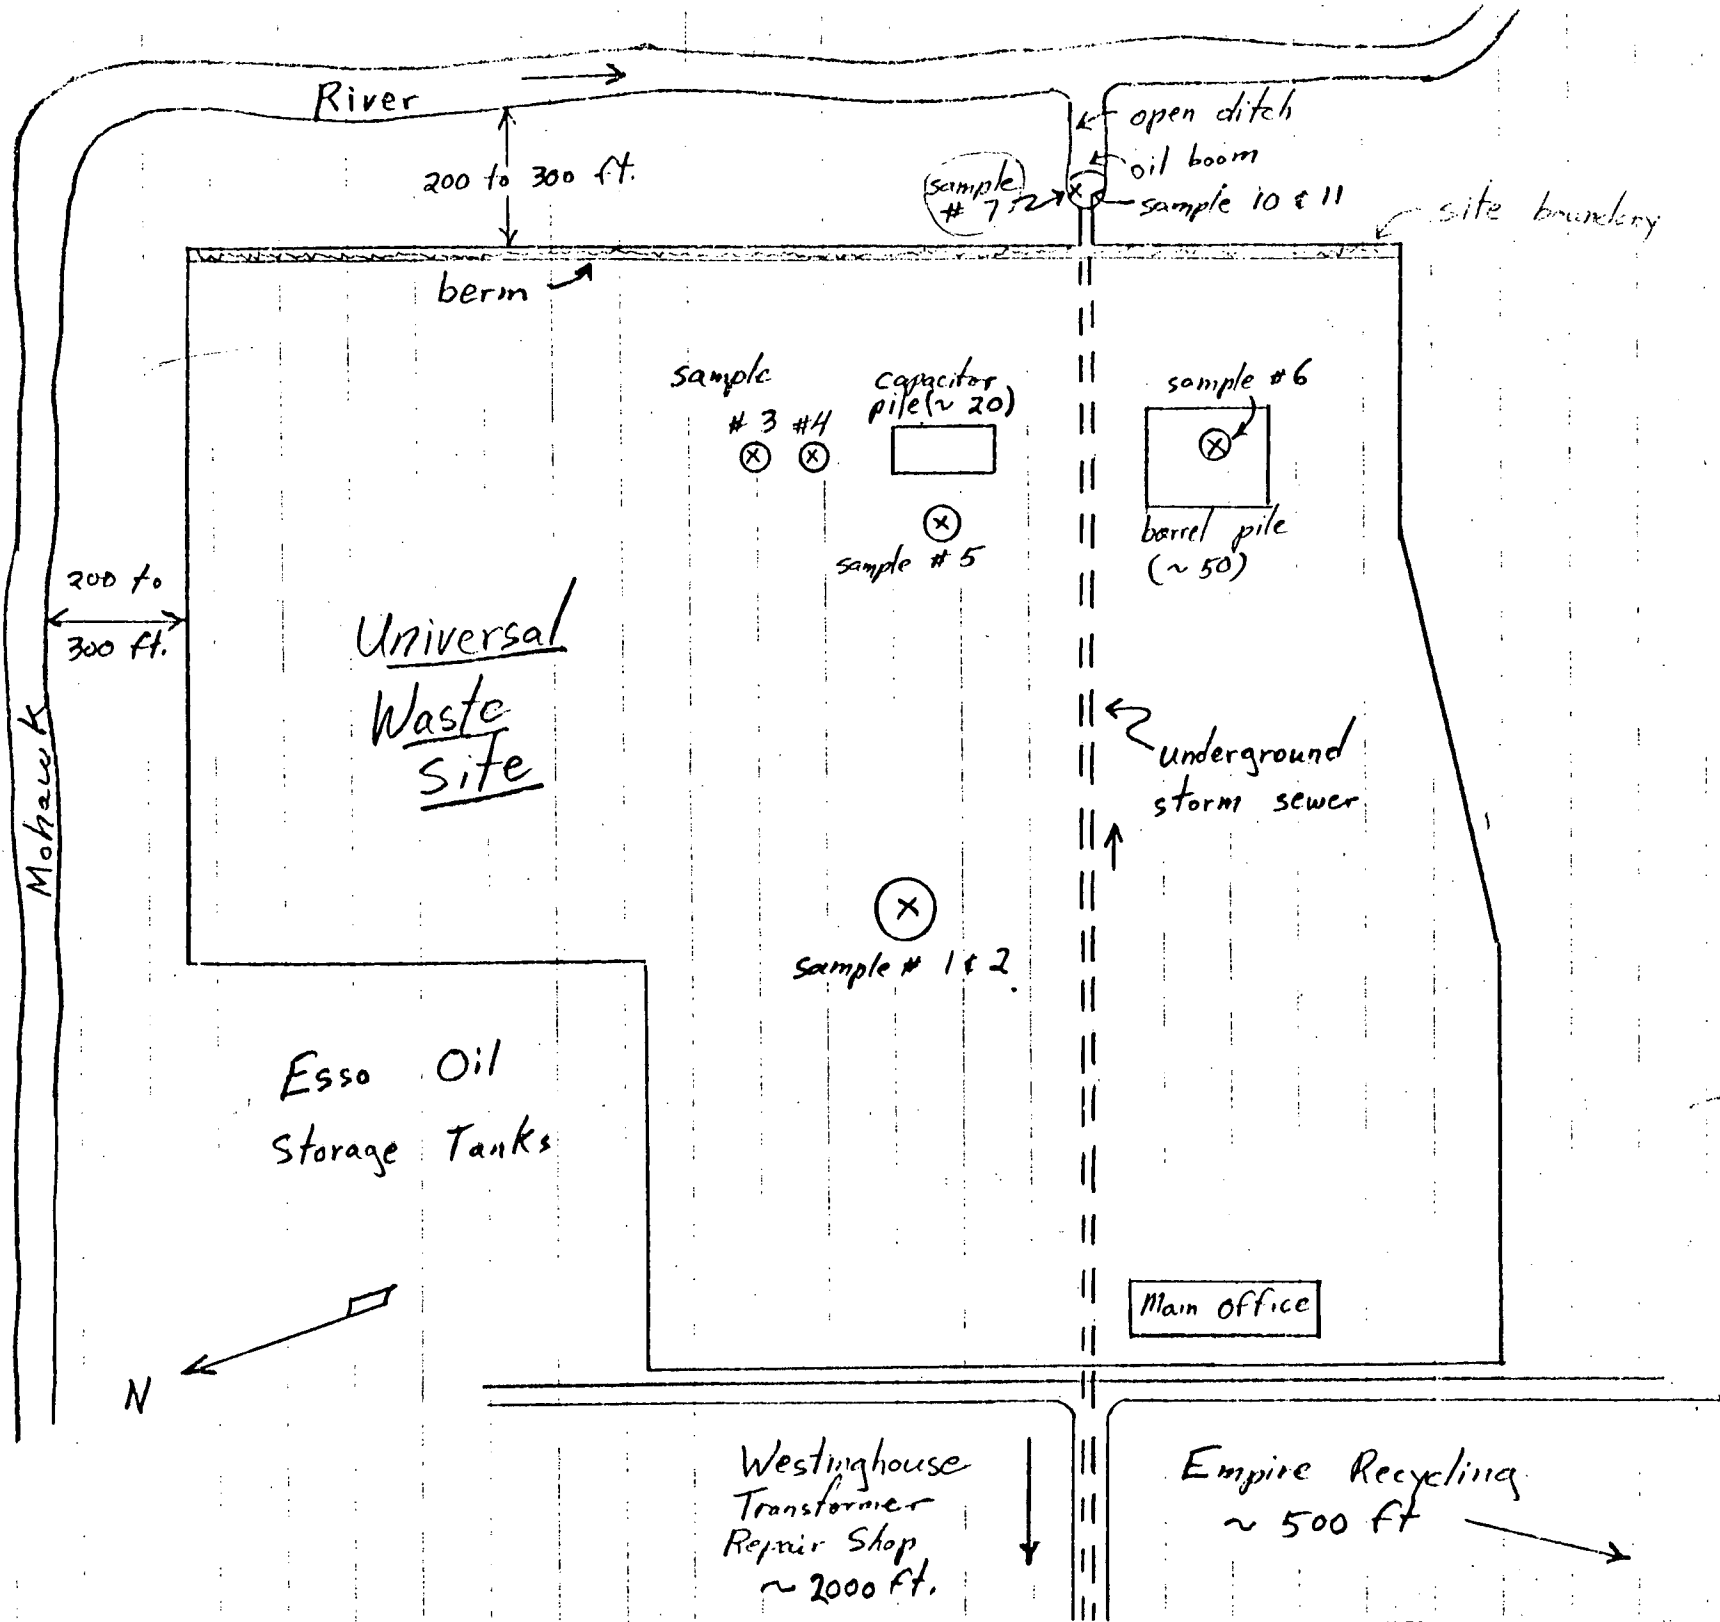 River
open ditch
oil boom
200 to 300 ft.
sample
# 7
sample 10 & 11
site boundary
berm
sample
# 3 #4
capacitor
pile (~ 20)
sample #6
sample # 5
barrel pile
(~ 50)
200 to
300 ft.
Universal
Waste
Site
Mohawk
underground
storm sewer
sample # 1 & 2
Esso Oil
Storage Tanks
Main office
N
Westinghouse
Transformer
Repair Shop
~ 2000 ft.
Empire Recycling
~ 500 ft